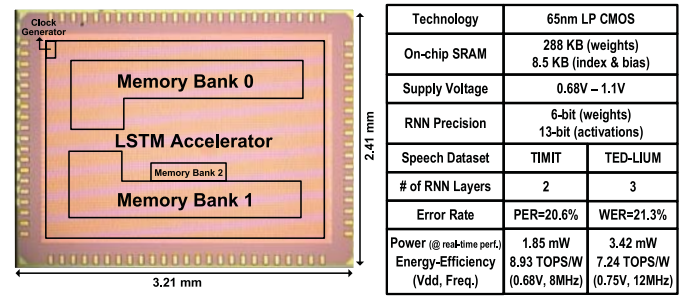 Clock
Generator
Memory Bank 0
LSTM Accelerator
Memory Bank 2
Memory Bank 1
2.41 mm
3.21 mm
Technology 65nm LP CMOS
On-chip SRAM 288 KB (weights)
8.5 KB (index & bias)
Supply Voltage 0.68V – 1.1V
RNN Precision 6-bit (weights)
13-bit (activations)
Speech Dataset TIMIT TED-LIUM
# of RNN Layers 2 3
Error Rate PER=20.6% WER=21.3%
Power (@ real-time perf.) 1.85 mW 3.42 mW
Energy-Efficiency 8.93 TOPS/W 7.24 TOPS/W
(Vdd, Freq.) (0.68V, 8MHz) (0.75V, 12MHz)